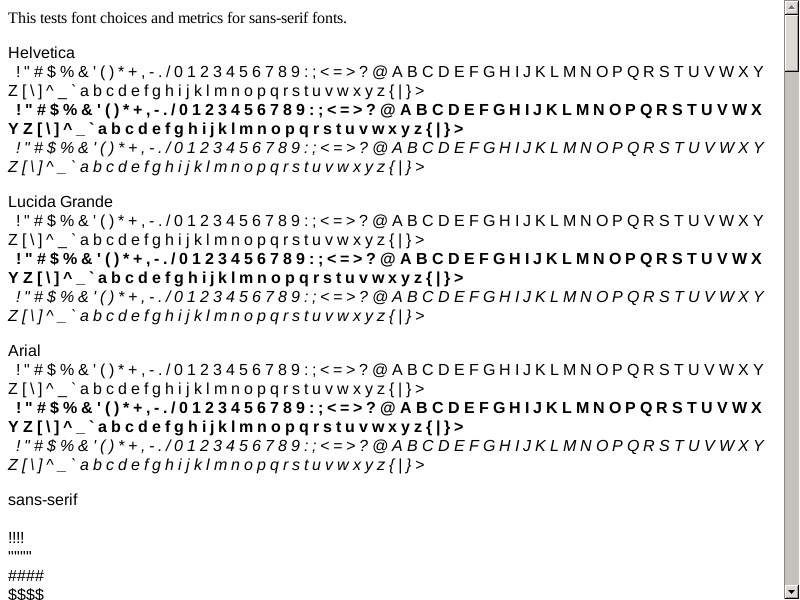 This tests font choices and metrics for sans-serif fonts.
Helvetica
! " # $ % & ' ( ) * + , - . / 0 1 2 3 4 5 6 7 8 9 : ; < = > ? @ A B C D E F G H I J K L M N O P Q R S T U V W X Y
Z [ \ ] ^ _ ` a b c d e f g h i j k l m n o p q r s t u v w x y z { | } >
! " # $ % & ' ( ) * + , - . / 0 1 2 3 4 5 6 7 8 9 : ; < = > ? @ A B C D E F G H I J K L M N O P Q R S T U V W X
Y Z [ \ ] ^ _ ` a b c d e f g h i j k l m n o p q r s t u v w x y z { | } >
! " # $ % & ' ( ) * + , - . / 0 1 2 3 4 5 6 7 8 9 : ; < = > ? @ A B C D E F G H I J K L M N O P Q R S T U V W X Y
Z [ \ ] ^ _ ` a b c d e f g h i j k l m n o p q r s t u v w x y z { | } >
Lucida Grande
! " # $ % & ' ( ) * + , - . / 0 1 2 3 4 5 6 7 8 9 : ; < = > ? @ A B C D E F G H I J K L M N O P Q R S T U V W X Y
Z [ \ ] ^ _ ` a b c d e f g h i j k l m n o p q r s t u v w x y z { | } >
! " # $ % & ' ( ) * + , - . / 0 1 2 3 4 5 6 7 8 9 : ; < = > ? @ A B C D E F G H I J K L M N O P Q R S T U V W X
Y Z [ \ ] ^ _ ` a b c d e f g h i j k l m n o p q r s t u v w x y z { | } >
! " # $ % & ' ( ) * + , - . / 0 1 2 3 4 5 6 7 8 9 : ; < = > ? @ A B C D E F G H I J K L M N O P Q R S T U V W X Y
Z [ \ ] ^ _ ` a b c d e f g h i j k l m n o p q r s t u v w x y z { | } >
Arial
! " # $ % & ' ( ) * + , - . / 0 1 2 3 4 5 6 7 8 9 : ; < = > ? @ A B C D E F G H I J K L M N O P Q R S T U V W X Y
Z [ \ ] ^ _ ` a b c d e f g h i j k l m n o p q r s t u v w x y z { | } >
! " # $ % & ' ( ) * + , - . / 0 1 2 3 4 5 6 7 8 9 : ; < = > ? @ A B C D E F G H I J K L M N O P Q R S T U V W X
Y Z [ \ ] ^ _ ` a b c d e f g h i j k l m n o p q r s t u v w x y z { | } >
! " # $ % & ' ( ) * + , - . / 0 1 2 3 4 5 6 7 8 9 : ; < = > ? @ A B C D E F G H I J K L M N O P Q R S T U V W X Y
Z [ \ ] ^ _ ` a b c d e f g h i j k l m n o p q r s t u v w x y z { | } >
sans-serif
!!!!
""""
####
$$$$